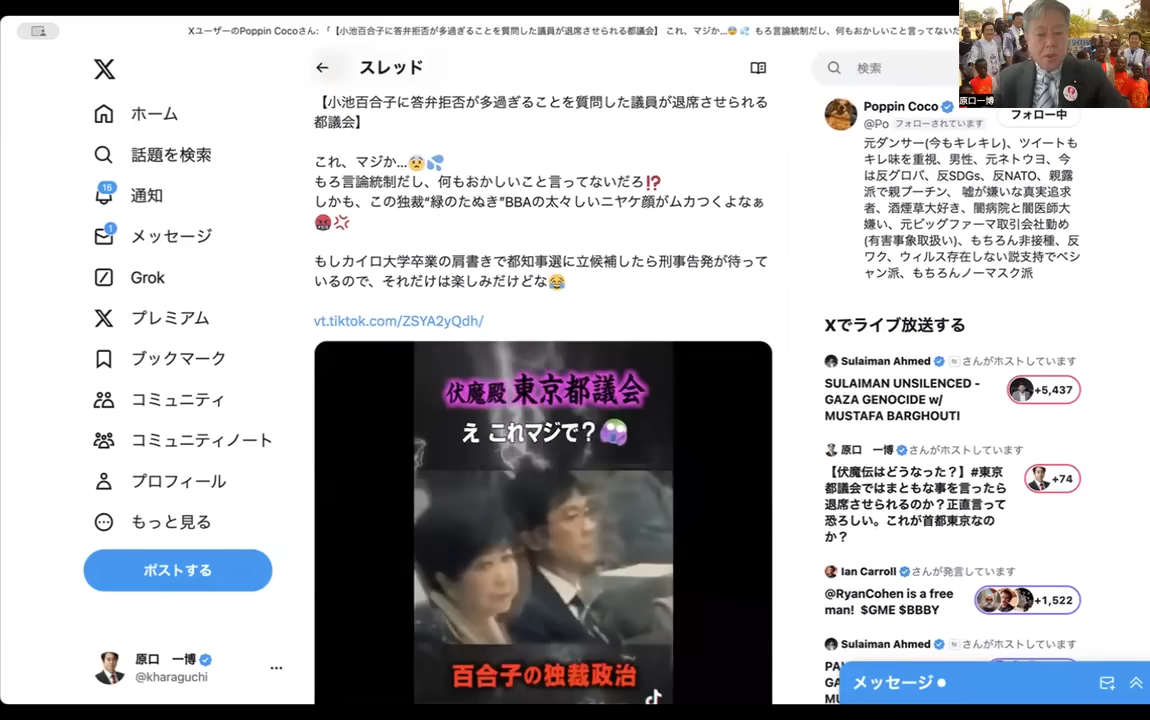 XユーザーのPoppin Cocoさん: 「【小池百合子に答弁拒否が多過ぎることを質問した議員が退席させられる都議会】 これ、マジか...😨💦 もろ言論統制だし、何もおかしいこと言ってないだ
原口一博
ホーム
話題を検索
16
通知
1
メッセージ
Grok
プレミアム
ブックマーク
コミュニティ
コミュニティノート
プロフィール
もっと見る
ポストする
原口 一博
@kharaguchi
スレッド
【小池百合子に答弁拒否が多過ぎることを質問した議員が退席させられる
都議会】
これ、マジか...😨💦
もろ言論統制だし、何もおかしいこと言ってないだろ⁉️
しかも、この独裁“緑のたぬき”BBAの太々しいニヤケ顔がムカつくよなぁ
🤬💢
もしカイロ大学卒業の肩書きで都知事選に立候補したら刑事告発が待って
いるので、それだけは楽しみだけどな😂
vt.tiktok.com/ZSYA2yQdh/
伏魔殿 東京都議会
え これマジで?😱
百合子の独裁政治
検索
Poppin Coco
@Po フォローされています
フォロー中
元ダンサー(今もキレキレ)、ツイートも
キレ味を重視、男性、元ネトウヨ、今
は反グロバ、反SDGs、反NATO、親露
派で親プーチン、 嘘が嫌いな真実追求
者、酒煙草大好き、闇病院と闇医師大
嫌い、元ビッグファーマ取引会社勤め
(有害事象取扱い)、もちろん非接種、反
ワク、ウィルス存在しない説支持でペシ
ャン派、もちろんノーマスク派
Xでライブ放送する
Sulaiman Ahmed さんがホストしています
SULAIMAN UNSILENCED -
GAZA GENOCIDE w/
MUSTAFA BARGHOUTI
+5,437
原口 一博 さんがホストしています
【伏魔伝はどうなった？】#東京
都議会ではまともな事を言ったら
退席させられるのか？正直言って
恐ろしい。これが首都東京なの
か？
+74
Ian Carroll さんが発言しています
@RyanCohen is a free
man! $GME $BBBY
+1,522
Sulaiman Ahmed さんがホストしています
メッセージ